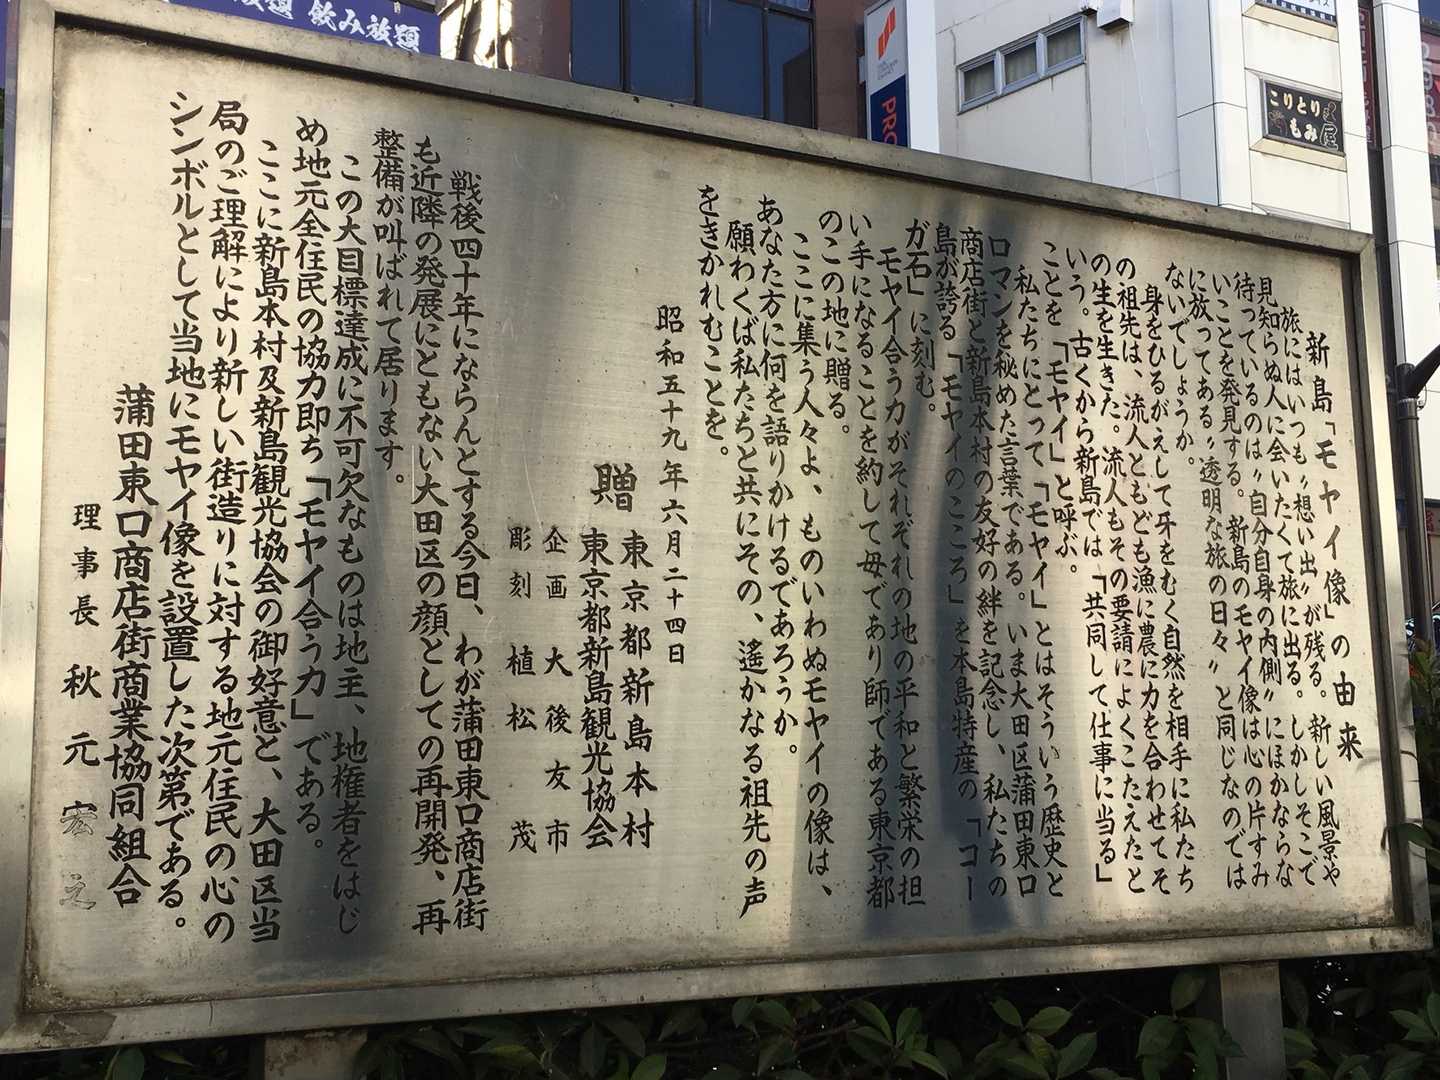 新島「モヤイ像」の由来
旅にはいつも〝想い出〟が残る。新しい風景や
見知らぬ人に会いたくて旅に出る。しかしそこで
待っているのは〝自分自身の内側〟にほかならな
いことを発見する。新島のモヤイ像は心の片すみ
に放ってある〝透明な旅の日々〟と同じなのでは
ないでしょうか。
身をひるがえして牙をむく自然を相手に私たち
の祖先は、流人ともども漁に農に力を合わせてそ
の生を生きた。流人もその要請によくこたえたと
いう。古くから新島では「共同して仕事に当る」
ことを「モヤイ」と呼ぶ。
私たちにとって「モヤイ」とはそういう歴史と
ロマンを秘めた言葉である。いま大田区蒲田東口
商店街と新島本村の友好の絆を記念し、私たちの
島が誇る「モヤイのこころ」を本島特産の「コー
ガ石」に刻む。
モヤイ合う力がそれぞれの地の平和と繁栄の担
い手になることを約して母であり師である東京都
のこの地に贈る。
ここに集う人々よ、ものいわぬモヤイの像は、
あなた方に何を語りかけるであろうか。
願わくば私たちと共にその、遙かなる祖先の声
をきかれむことを。
昭和五十九年六月二十四日
贈 東京都新島本村
東京都新島観光協会
企画 大後友市
彫刻 植松茂
戦後四十年にならんとする今日、わが蒲田東口商店街
も近隣の発展にともない大田区の顔としての再開発、再
整備が叫ばれて居ります。
この大目標達成に不可欠なものは地主、地権者をはじ
め地元全住民の協力即ち「モヤイ合う力」である。
ここに新島本村及新島観光協会の御好意と、大田区当
局のご理解により新しい街造りに対する地元住民の心の
シンボルとして当地にモヤイ像を設置した次第である。
蒲田東口商店街商業協同組合
理事長 秋元宏之
飲み放題
PRO
こりとり
もみ
屋